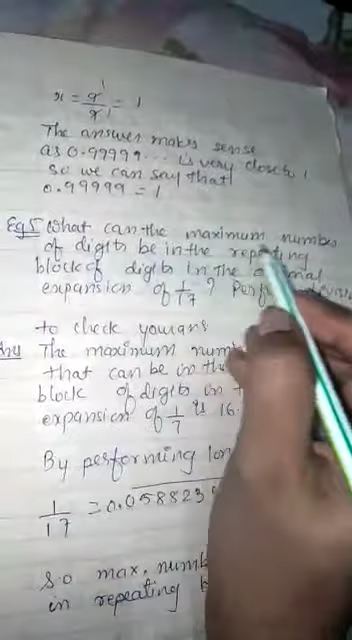 x = 9/9 = 1
The answer makes sense
as 0.99999... is very close to 1
so we can say that
0.99999 = 1
Eg5 What can the maximum number
of digits be in the repeating
block of digits in the
expansion of 1/17 ?
to check your ans
Ans The maximum num
that can be in the
block of digits in
expansion of 1/7 is 16.
By performing lon
1/17 = 0.058823
So max. numb
in repeating b